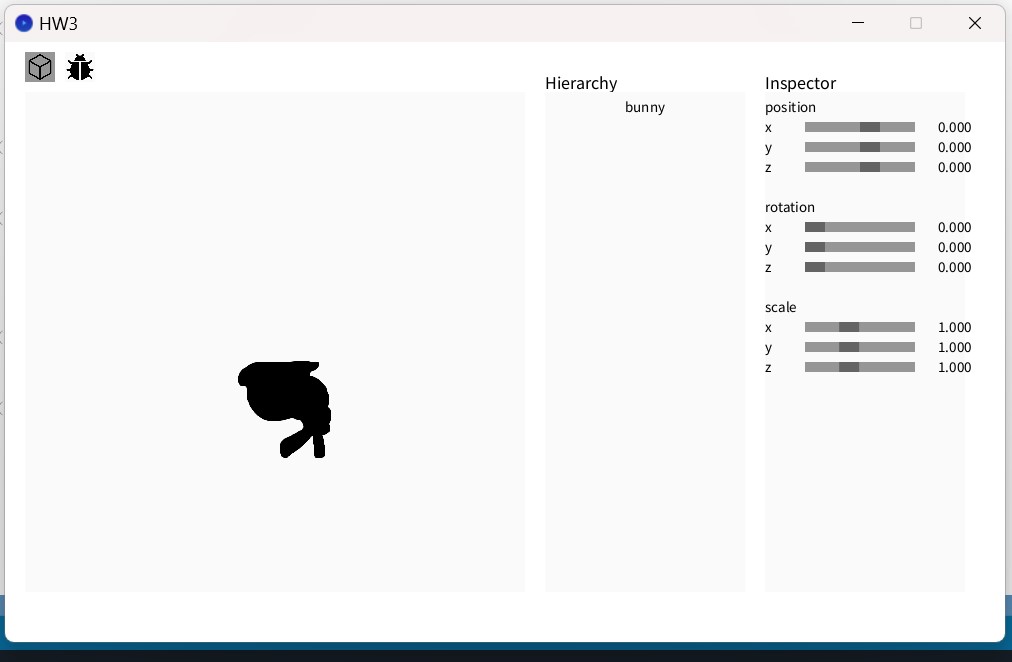 HW3
Hierarchy
bunny
Inspector
position
x 0.000
y 0.000
z 0.000
rotation
x 0.000
y 0.000
z 0.000
scale
x 1.000
y 1.000
z 1.000